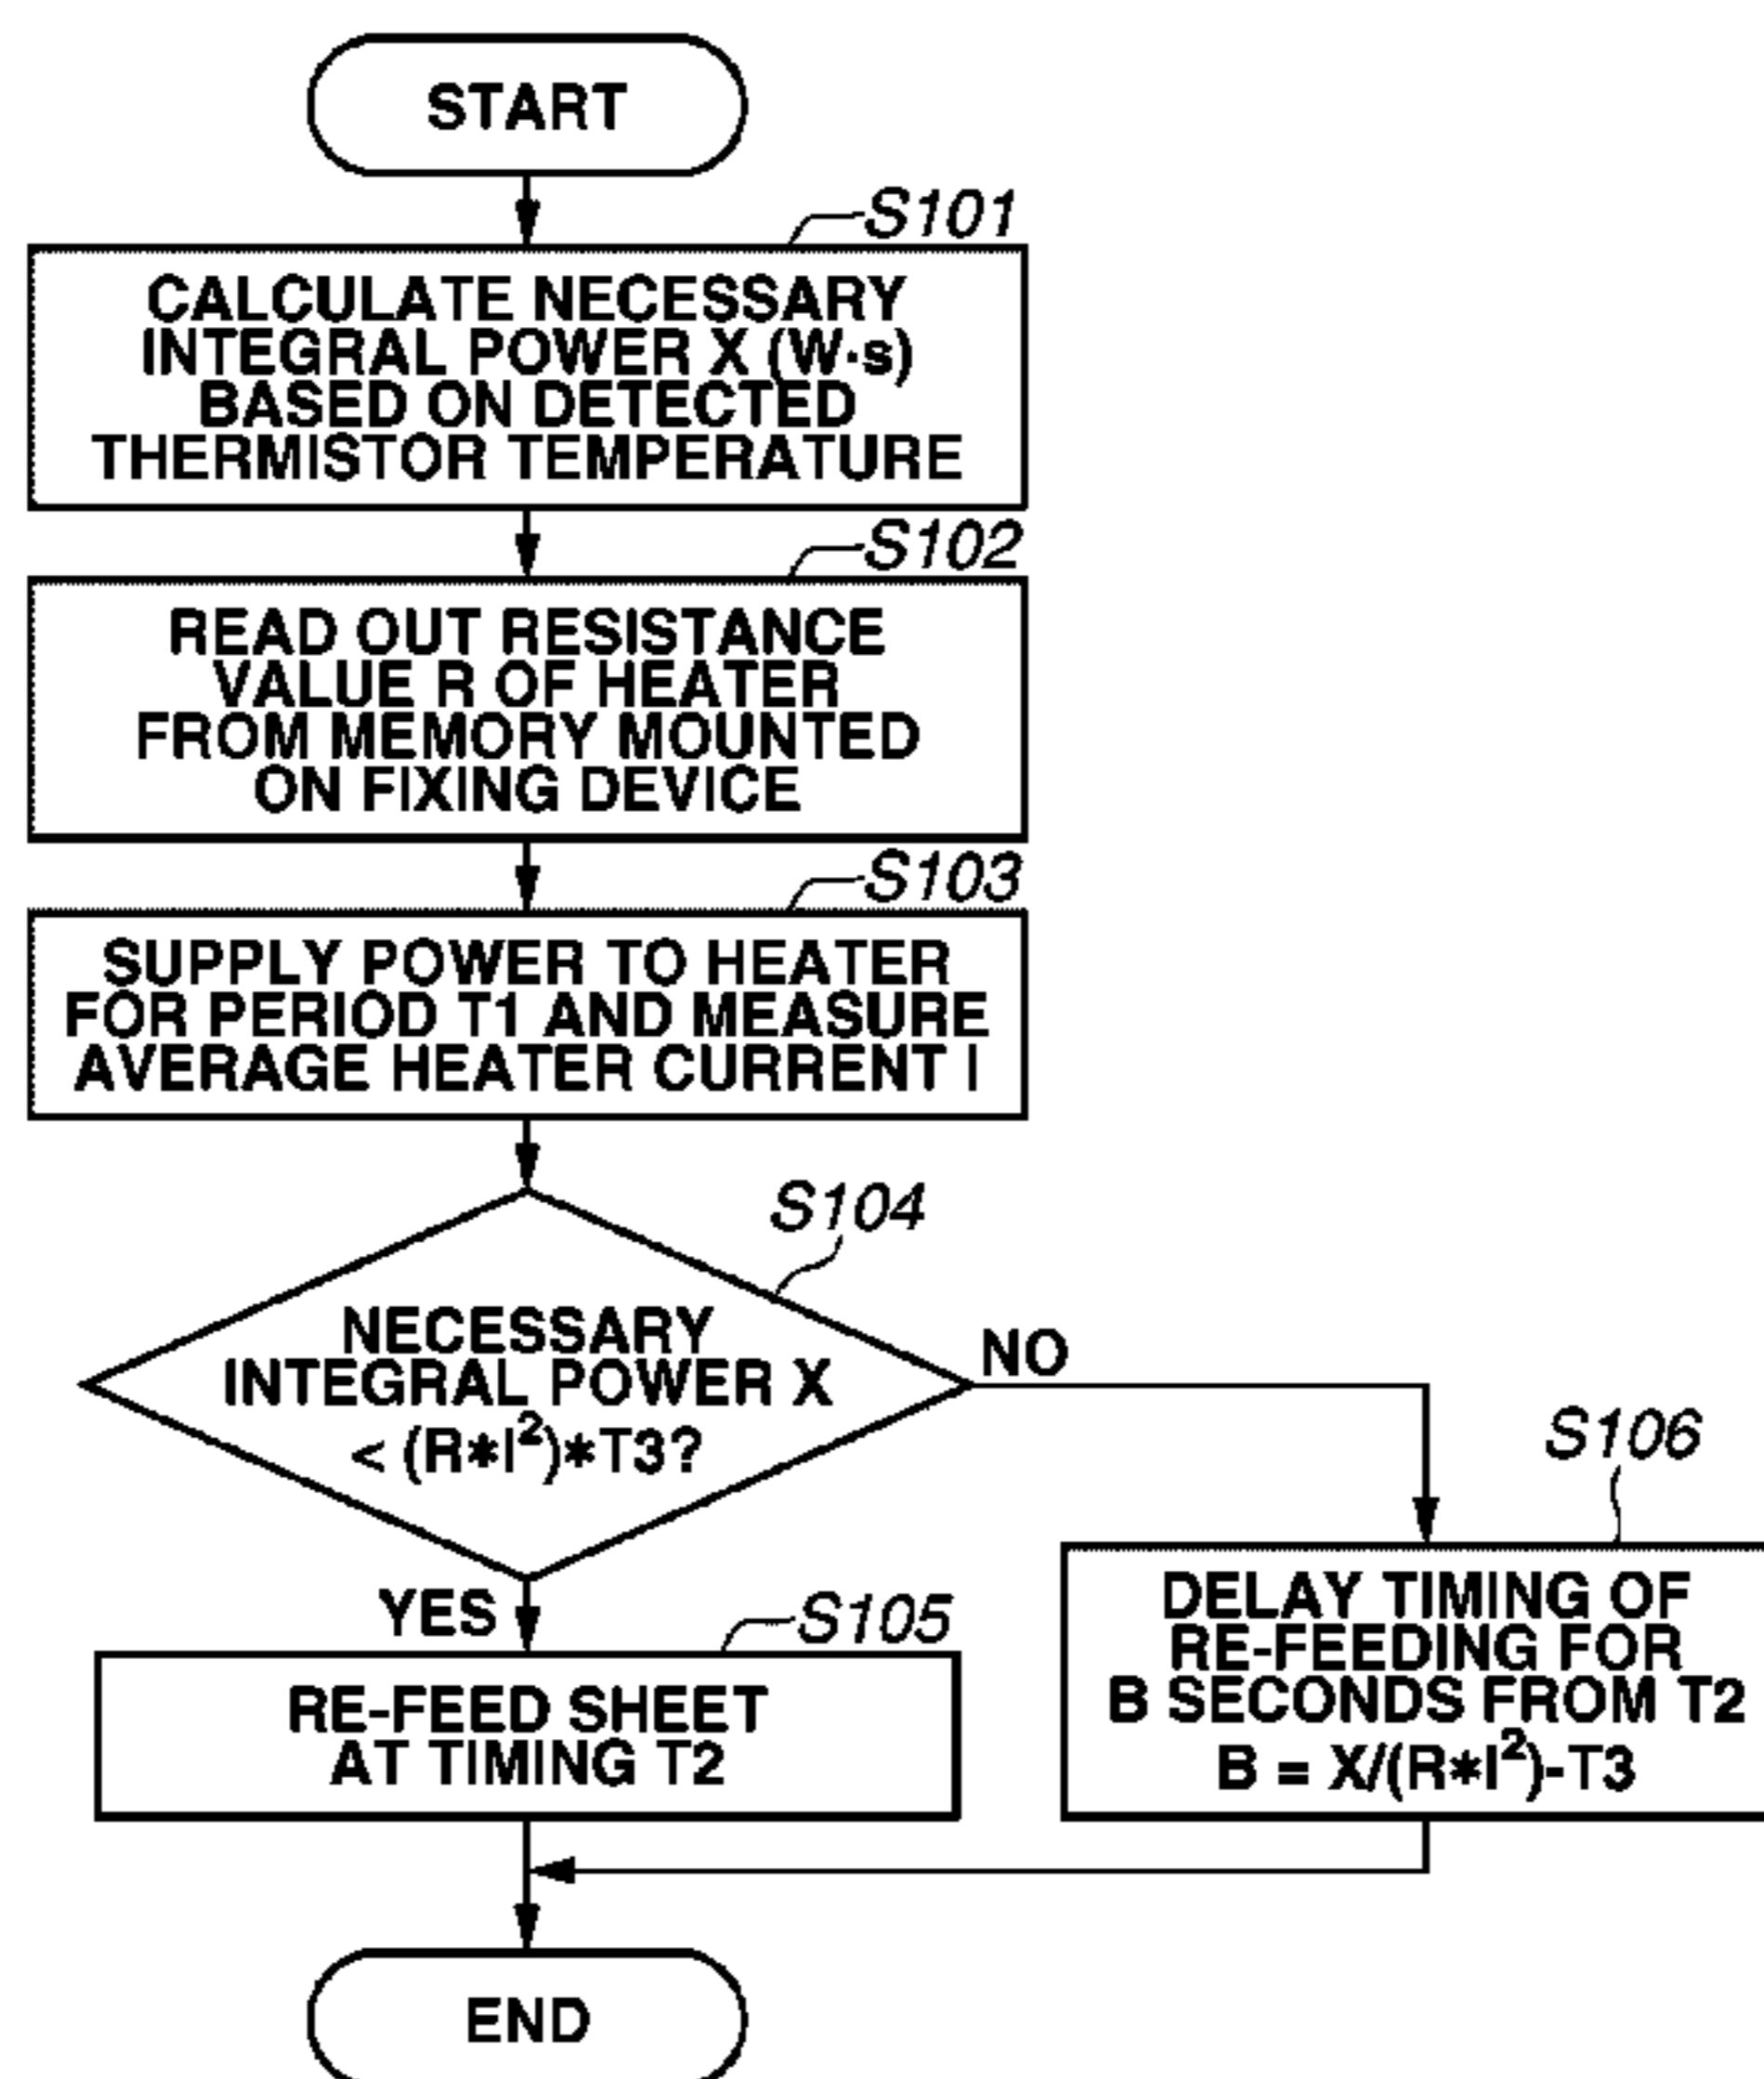 START
S101
CALCULATE NECESSARY
INTEGRAL POWER X (W·s)
BASED ON DETECTED
THERMISTOR TEMPERATURE
S102
READ OUT RESISTANCE
VALUE R OF HEATER
FROM MEMORY MOUNTED
ON FIXING DEVICE
S103
SUPPLY POWER TO HEATER
FOR PERIOD T1 AND MEASURE
AVERAGE HEATER CURRENT I
S104
NECESSARY
INTEGRAL POWER X
< (R*I²)*T3?
NO
YES
S105
RE-FEED SHEET
AT TIMING T2
S106
DELAY TIMING OF
RE-FEEDING FOR
B SECONDS FROM T2
B = X/(R*I²)-T3
END